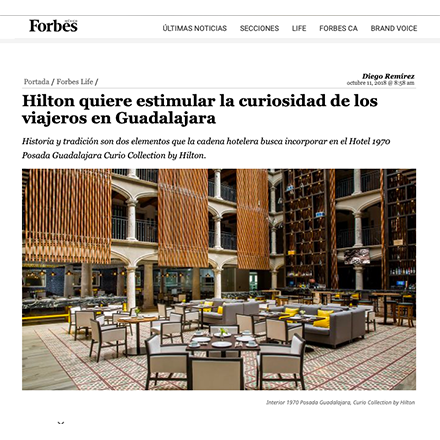 Forbes
MÉXICO
ÚLTIMAS NOTICIAS SECCIONES LIFE FORBES CA BRAND VOICE
Portada / Forbes Life /
Diego Remírez
octubre 11, 2018 @ 8:58 am
Hilton quiere estimular la curiosidad de los
viajeros en Guadalajara
Historia y tradición son dos elementos que la cadena hotelera busca incorporar en el Hotel 1970
Posada Guadalajara Curio Collection by Hilton.
Interior 1970 Posada Guadalajara, Curio Collection by Hilton